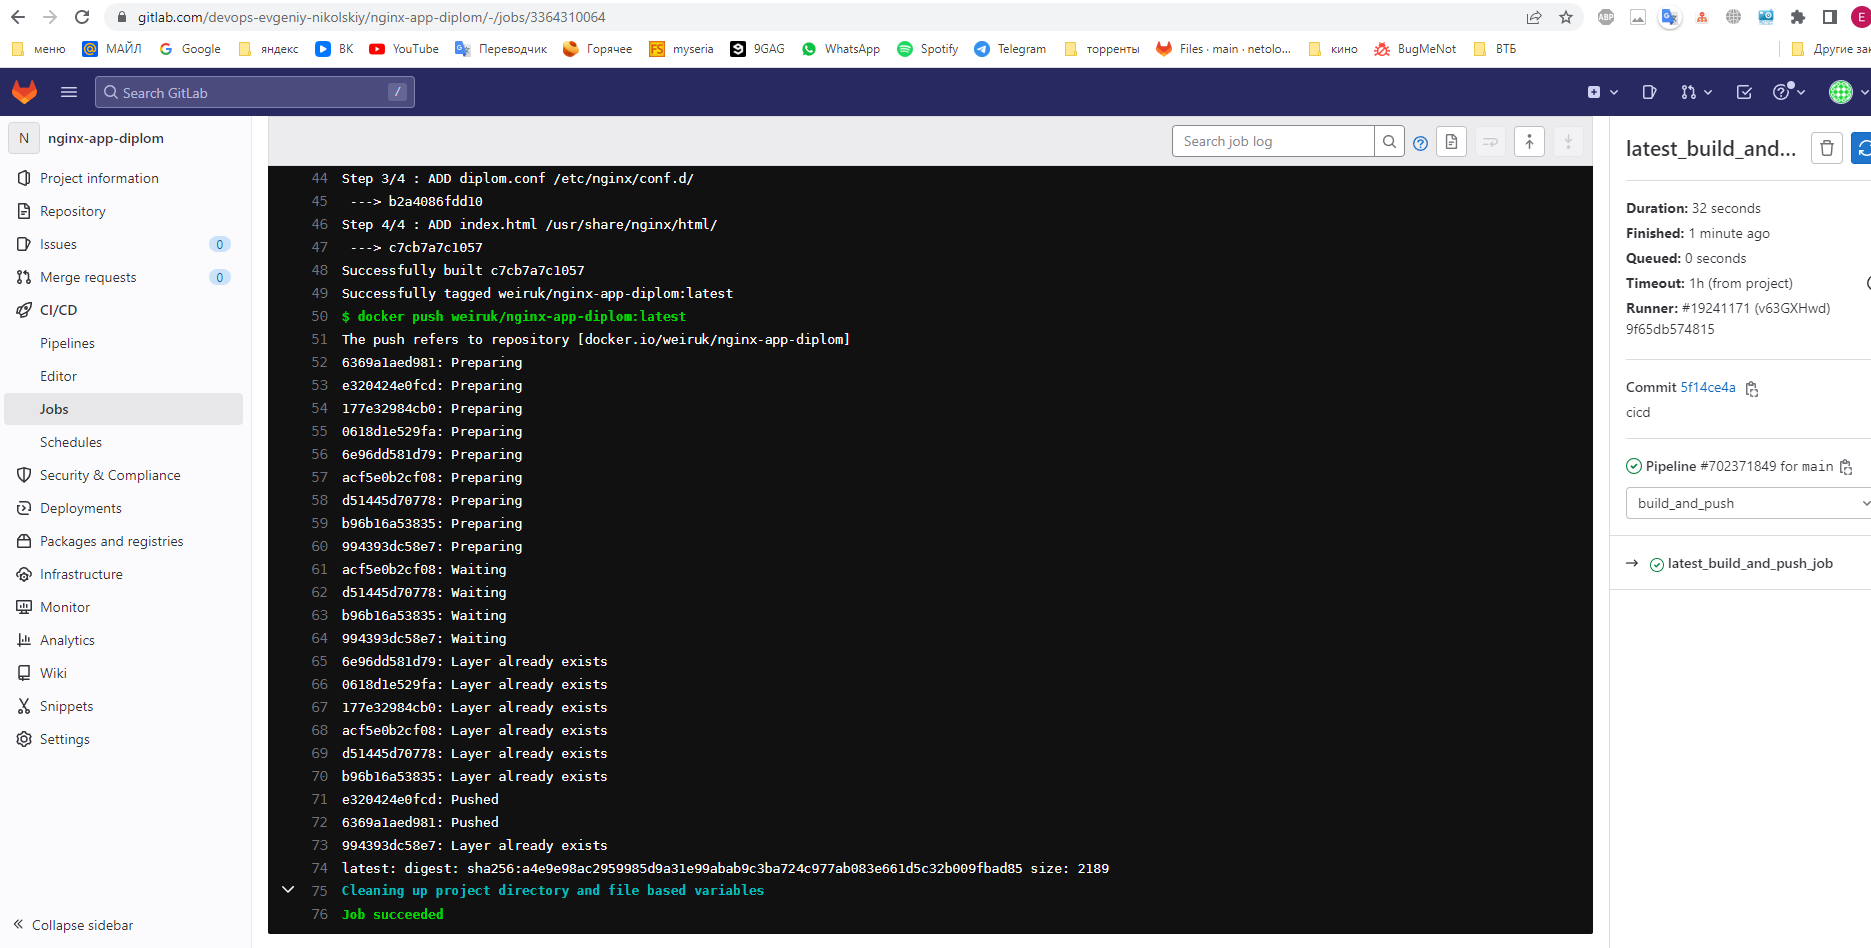 gitlab.com/devops-evgeniy-nikolskiy/nginx-app-diplom/-/jobs/3364310064
ABP
E
меню
МАЙЛ
Google
яндекс
ВК
YouTube
Переводчик
Горячее
FS myseria
9GAG
WhatsApp
Spotify
Telegram
торренты
Files · main · netolo...
кино
BugMeNot
ВТБ
Другие зак
Search GitLab /
N nginx-app-diplom
Project information
Repository
Issues 0
Merge requests 0
CI/CD
Pipelines
Editor
Jobs
Schedules
Security & Compliance
Deployments
Packages and registries
Infrastructure
Monitor
Analytics
Wiki
Snippets
Settings
Collapse sidebar
Search job log
44 Step 3/4 : ADD diplom.conf /etc/nginx/conf.d/
45 ---> b2a4086fdd10
46 Step 4/4 : ADD index.html /usr/share/nginx/html/
47 ---> c7cb7a7c1057
48 Successfully built c7cb7a7c1057
49 Successfully tagged weiruk/nginx-app-diplom:latest
50 $ docker push weiruk/nginx-app-diplom:latest
51 The push refers to repository [docker.io/weiruk/nginx-app-diplom]
52 6369a1aed981: Preparing
53 e320424e0fcd: Preparing
54 177e32984cb0: Preparing
55 0618d1e529fa: Preparing
56 6e96dd581d79: Preparing
57 acf5e0b2cf08: Preparing
58 d51445d70778: Preparing
59 b96b16a53835: Preparing
60 994393dc58e7: Preparing
61 acf5e0b2cf08: Waiting
62 d51445d70778: Waiting
63 b96b16a53835: Waiting
64 994393dc58e7: Waiting
65 6e96dd581d79: Layer already exists
66 0618d1e529fa: Layer already exists
67 177e32984cb0: Layer already exists
68 acf5e0b2cf08: Layer already exists
69 d51445d70778: Layer already exists
70 b96b16a53835: Layer already exists
71 e320424e0fcd: Pushed
72 6369a1aed981: Pushed
73 994393dc58e7: Layer already exists
74 latest: digest: sha256:a4e9e98ac2959985d9a31e99abab9c3ba724c977ab083e661d5c32b009fbad85 size: 2189
75 Cleaning up project directory and file based variables
76 Job succeeded
latest_build_and...
Duration: 32 seconds
Finished: 1 minute ago
Queued: 0 seconds
Timeout: 1h (from project)
Runner: #19241171 (v63GXHwd)
9f65db574815
Commit 5f14ce4a
cicd
Pipeline #702371849 for main
build_and_push
→ latest_build_and_push_job